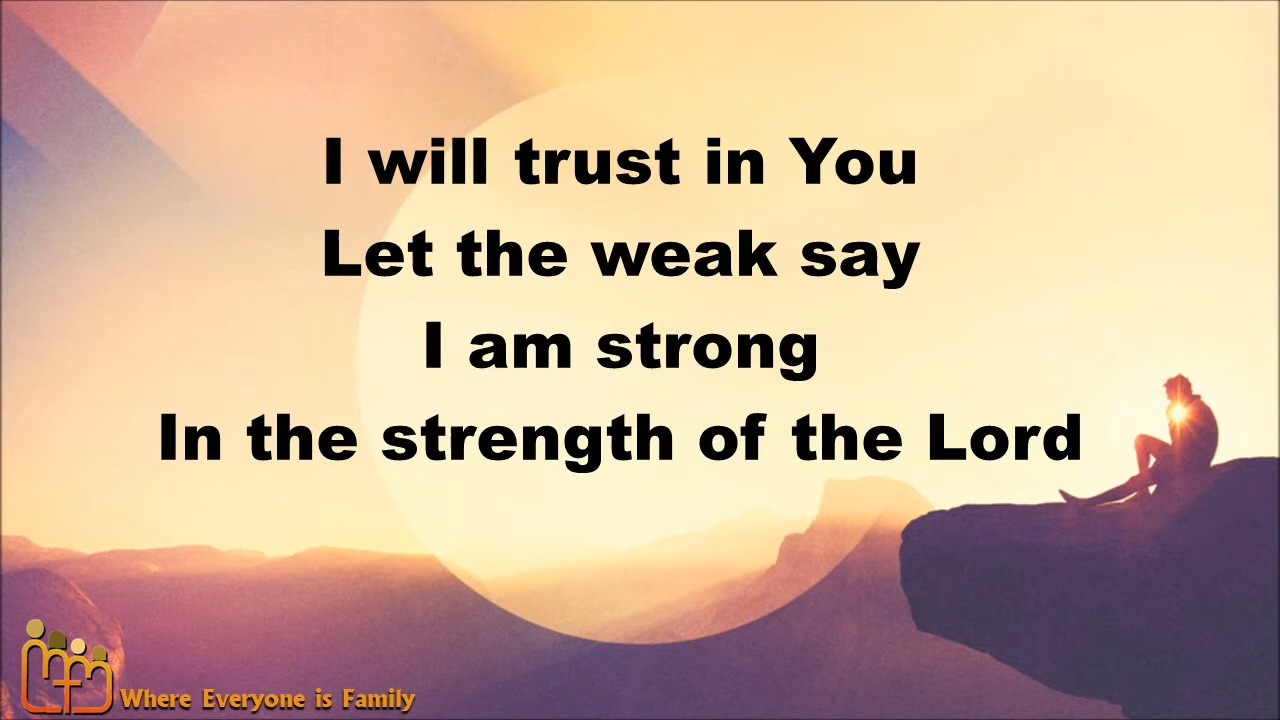 I will trust in You
Let the weak say
I am strong
In the strength of the Lord
Where Everyone is Family